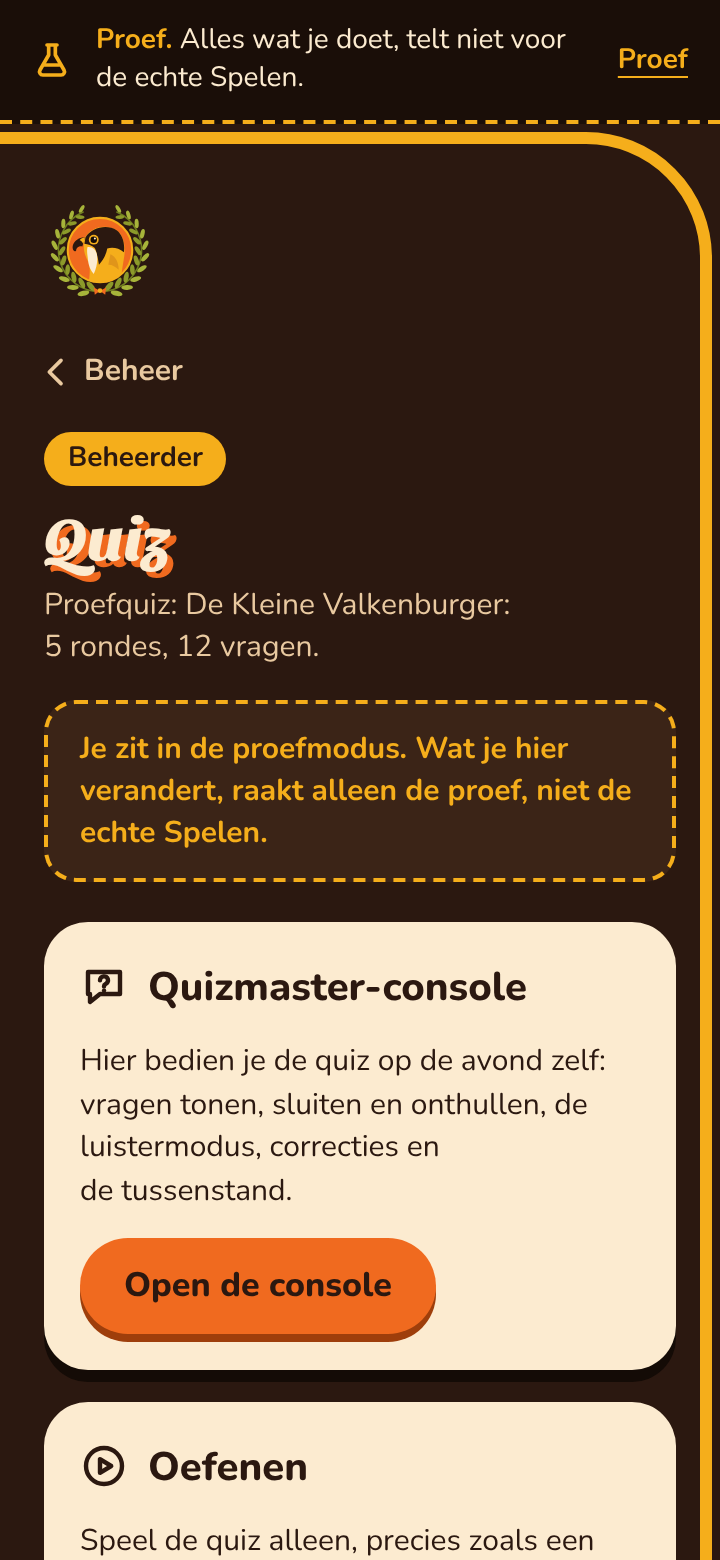 Proef. Alles wat je doet, telt niet voor
de echte Spelen.
Proef
Beheer
Beheerder
Quiz
Proefquiz: De Kleine Valkenburger:
5 rondes, 12 vragen.
Je zit in de proefmodus. Wat je hier
verandert, raakt alleen de proef, niet de
echte Spelen.
Quizmaster-console
Hier bedien je de quiz op de avond zelf:
vragen tonen, sluiten en onthullen, de
luistermodus, correcties en
de tussenstand.
Open de console
Oefenen
Speel de quiz alleen, precies zoals een